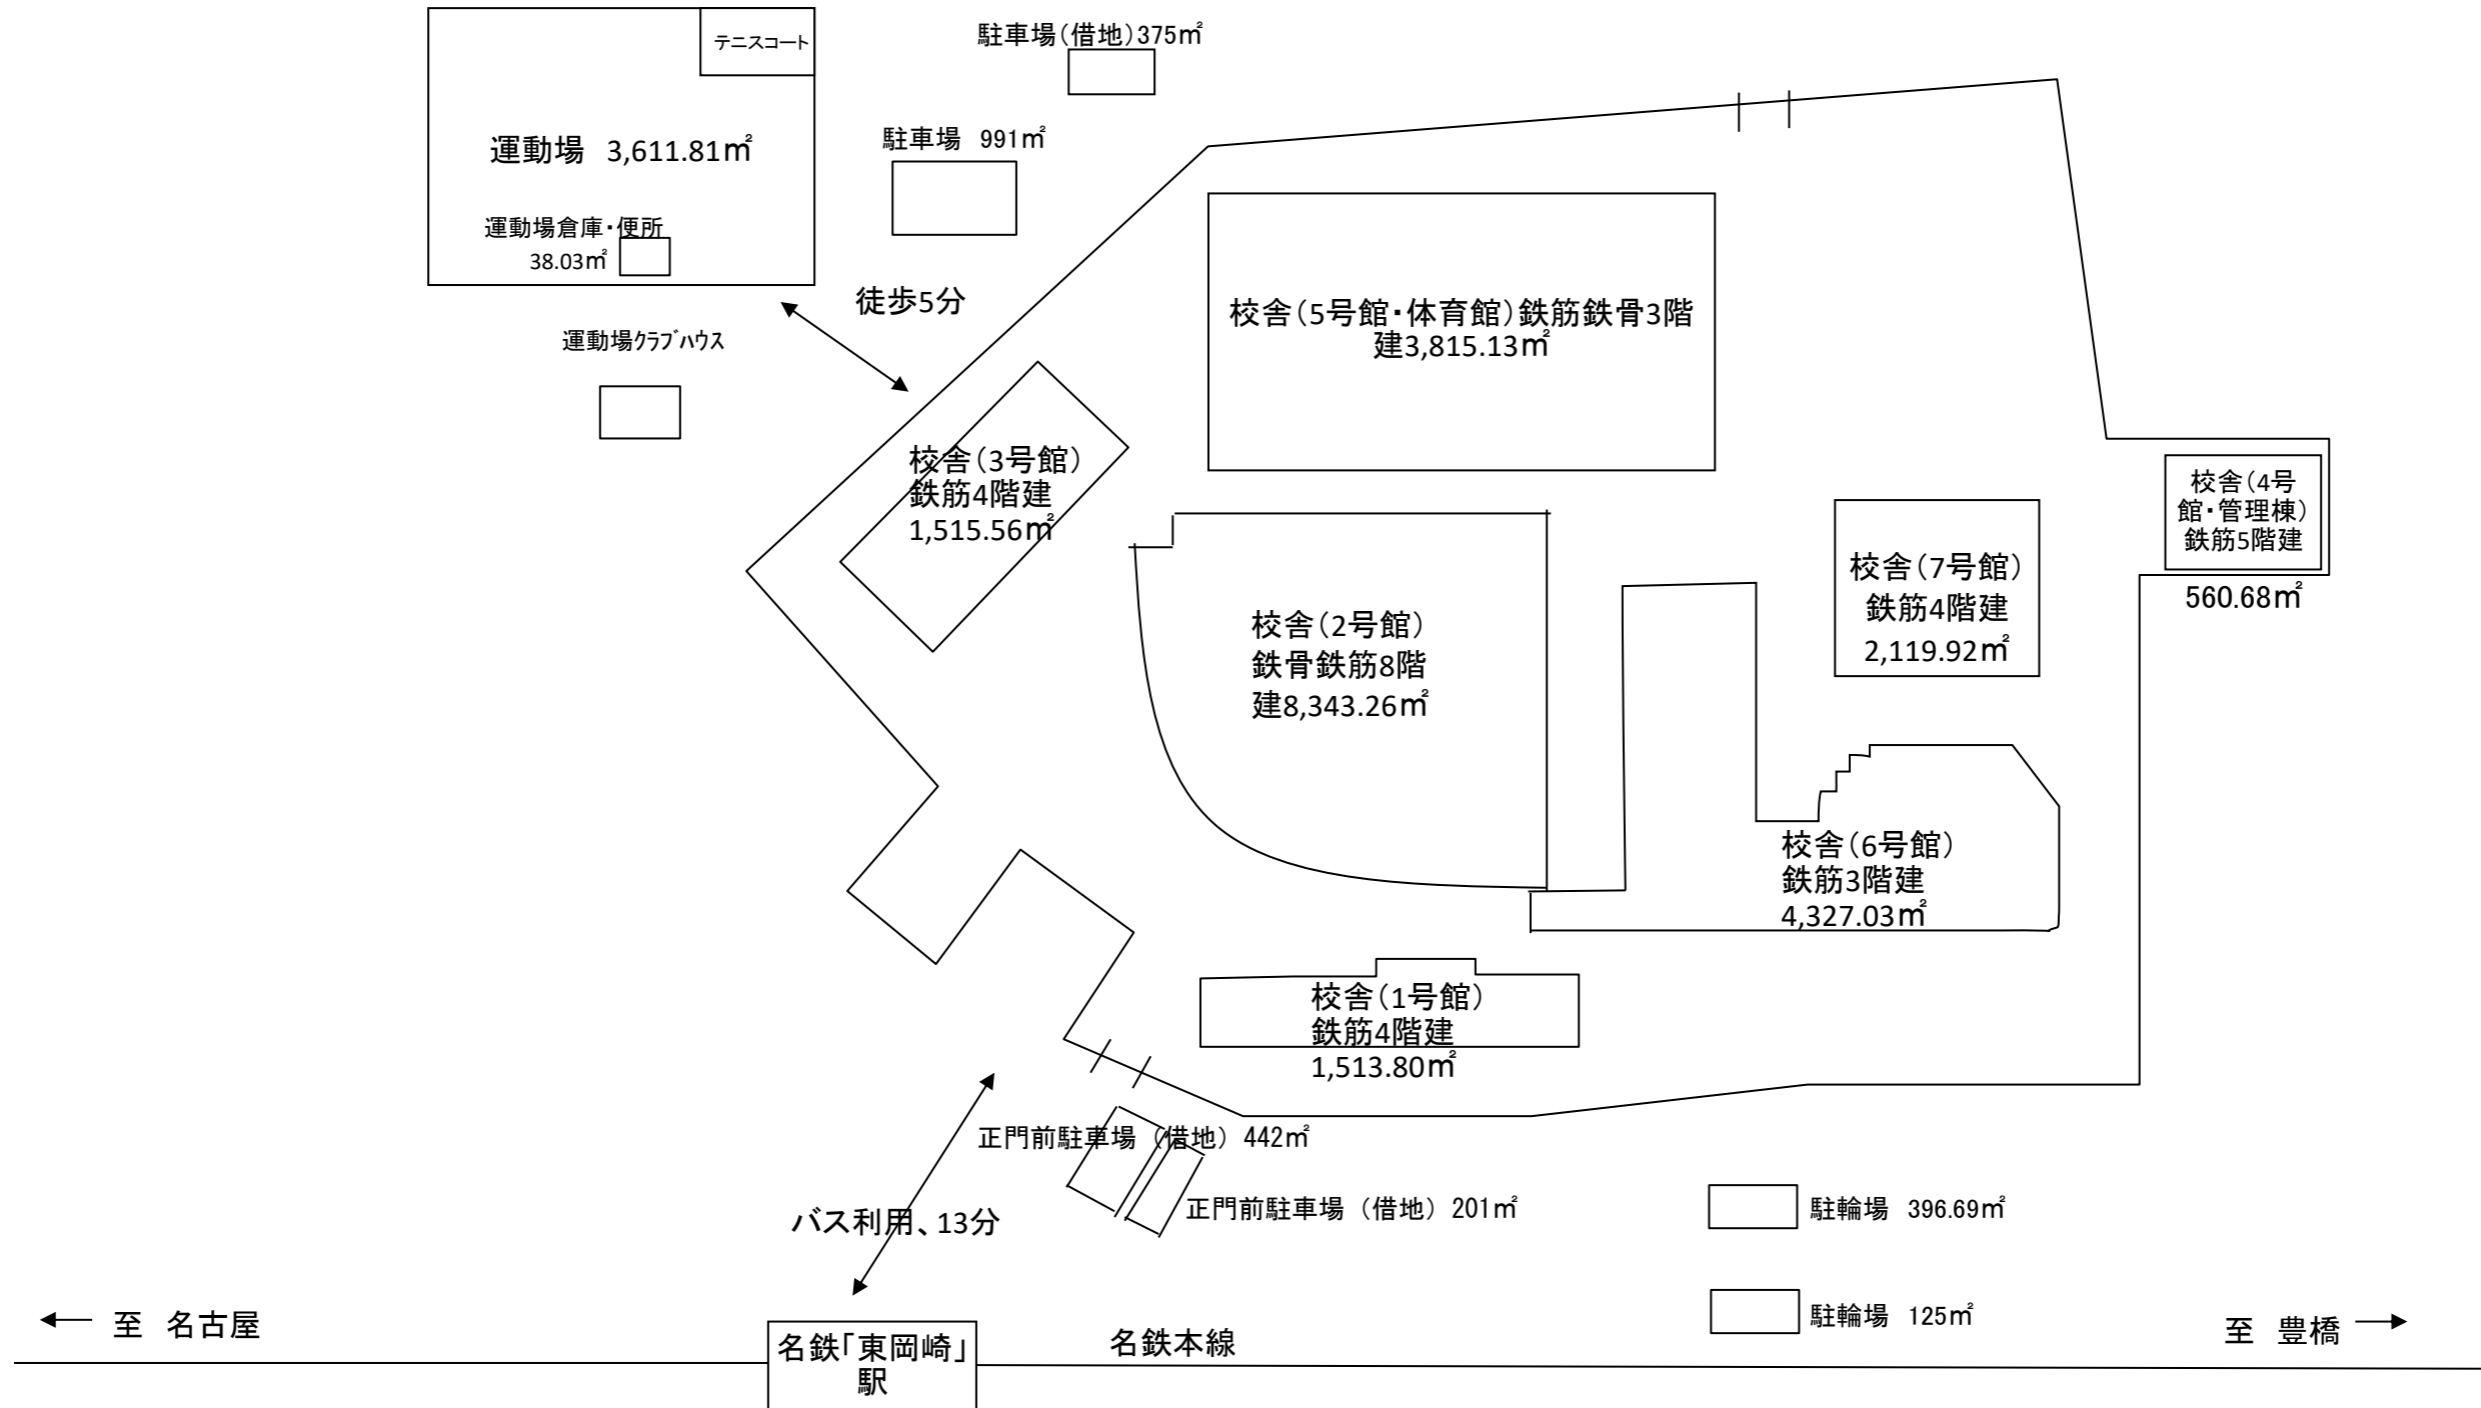 テニスコート
駐車場(借地)375㎡
運動場 3,611.81㎡
駐車場 991㎡
運動場倉庫・便所
38.03㎡
徒歩5分
運動場ｸﾗﾌﾞﾊｳｽ
校舎(5号館・体育館)鉄筋鉄骨3階
建3,815.13㎡
校舎(3号館)
鉄筋4階建
1,515.56㎡
校舎(4号
館・管理棟)
鉄筋5階建
560.68㎡
校舎(7号館)
鉄筋4階建
2,119.92㎡
校舎(2号館)
鉄骨鉄筋8階
建8,343.26㎡
校舎(6号館)
鉄筋3階建
4,327.03㎡
校舎(1号館)
鉄筋4階建
1,513.80㎡
正門前駐車場（借地）442㎡
正門前駐車場（借地）201㎡
バス利用、13分
駐輪場 396.69㎡
駐輪場 125㎡
至 名古屋
名鉄「東岡崎」
駅
名鉄本線
至 豊橋